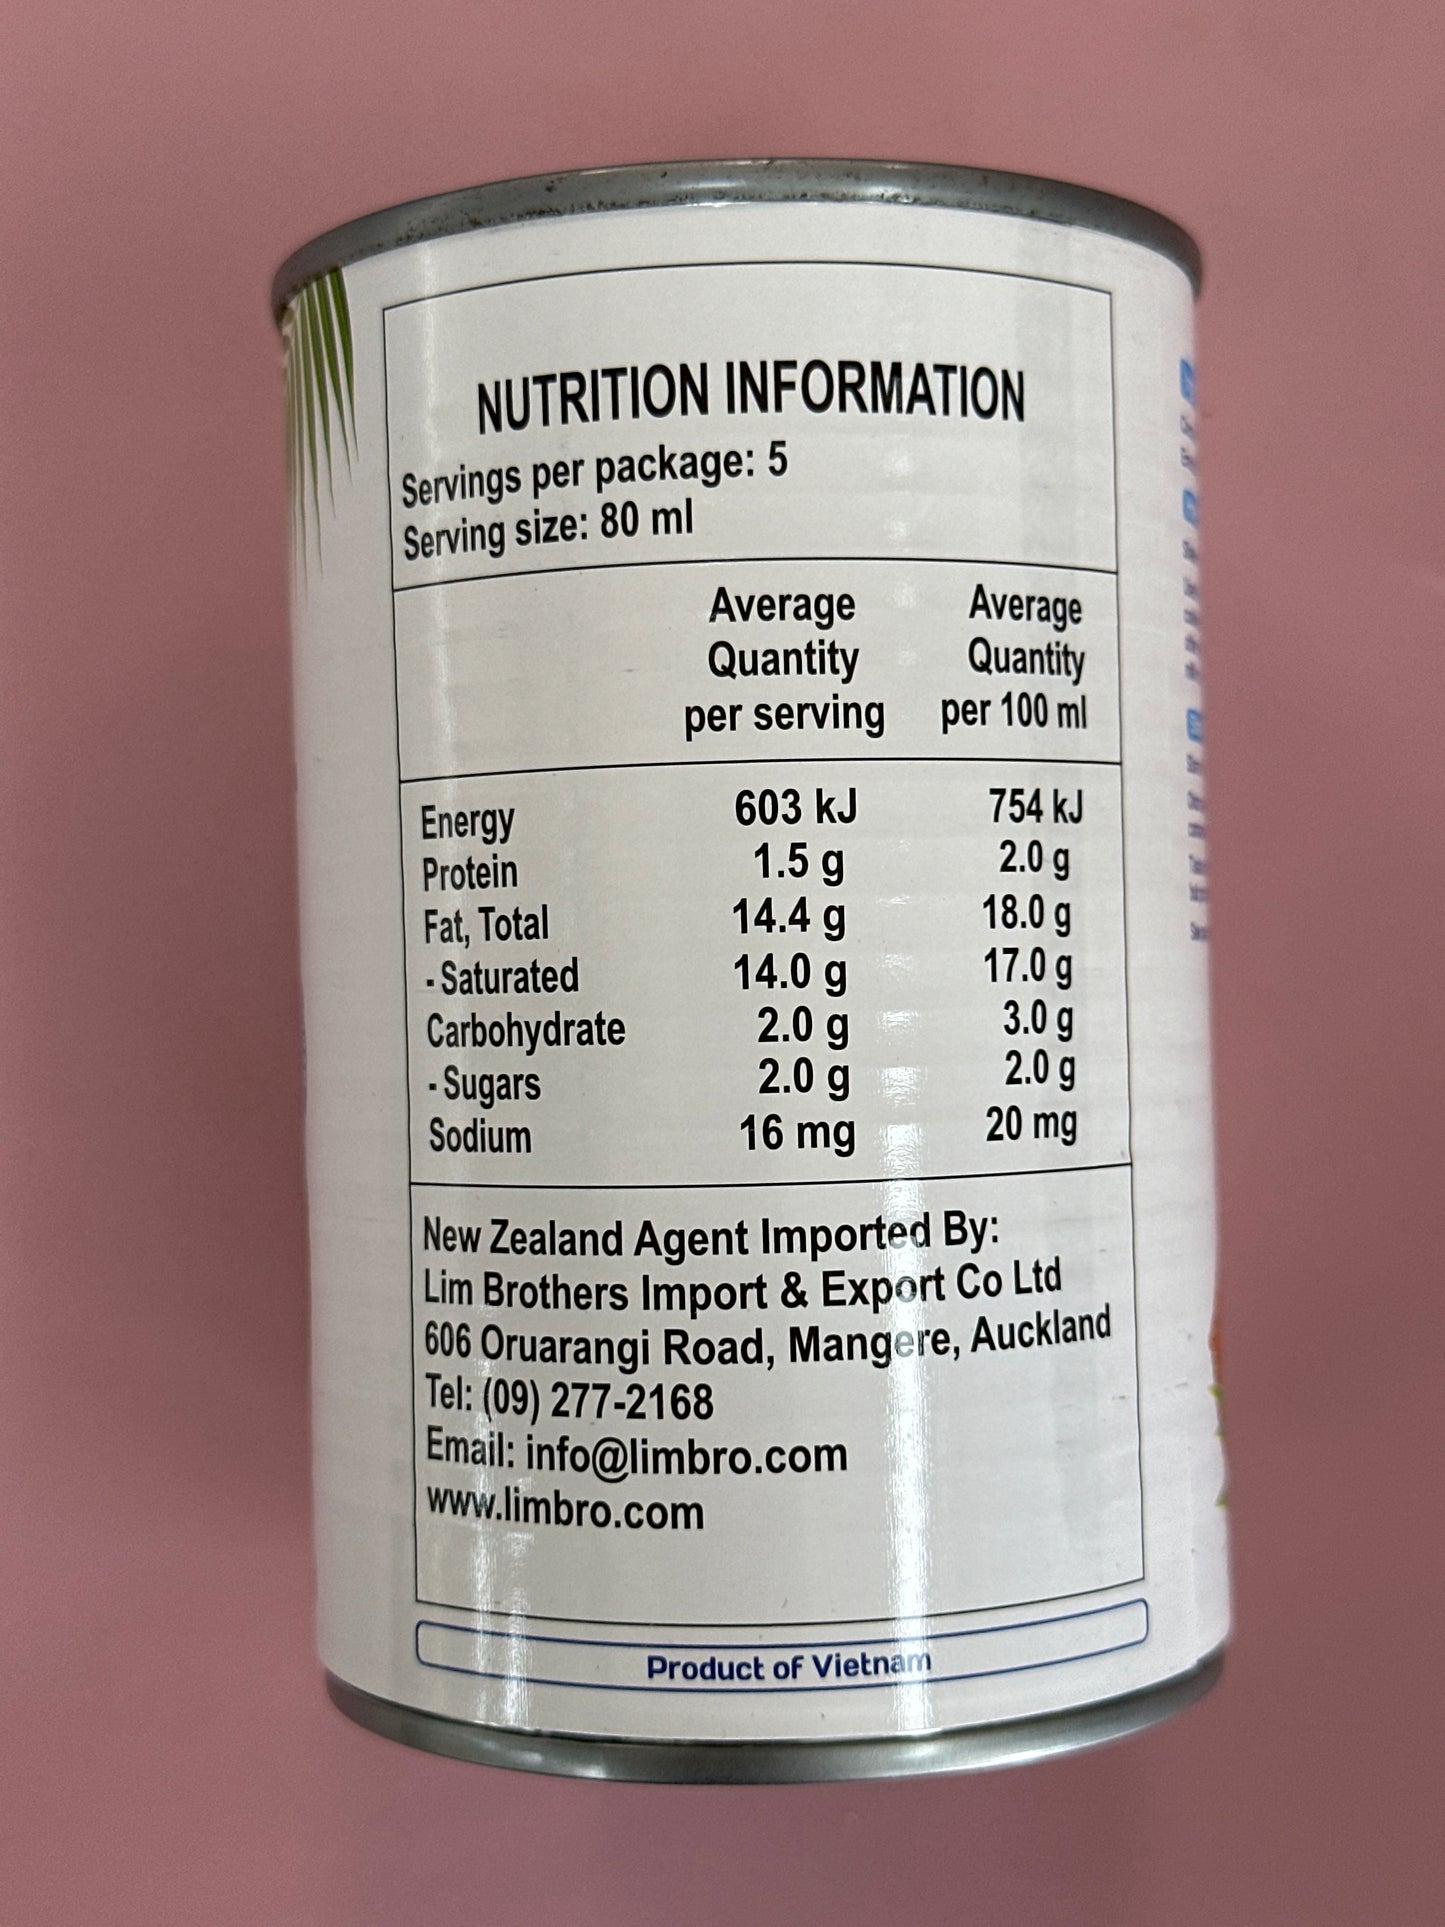 NUTRITION INFORMATION
Servings per package: 5
Serving size: 80 ml
Average Quantity per serving Average Quantity per 100 ml
Energy 603 kJ 754 kJ
Protein 1.5 g 2.0 g
Fat, Total 14.4 g 18.0 g
- Saturated 14.0 g 17.0 g
Carbohydrate 2.0 g 3.0 g
- Sugars 2.0 g 2.0 g
Sodium 16 mg 20 mg
New Zealand Agent Imported By:
Lim Brothers Import & Export Co Ltd
606 Oruarangi Road, Mangere, Auckland
Tel: (09) 277-2168
Email: info@limbro.com
www.limbro.com
Product of Vietnam